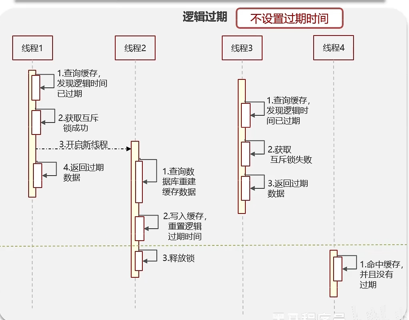 逻辑过期
不设置过期时间
线程1
线程2
线程3
线程4
1.查询缓存,
发现逻辑时间
已过期
2.获取互斥
锁成功
3.开启新线程
4.返回过期
数据
1.查询数
据库重建
缓存数据
2.写入缓存,
重置逻辑
过期时间
3.释放锁
1.查询缓存,
发现逻辑时
间已过期
2.获取
互斥锁失败
3.返回过期
数据
1.命中缓存,
并且没有
过期